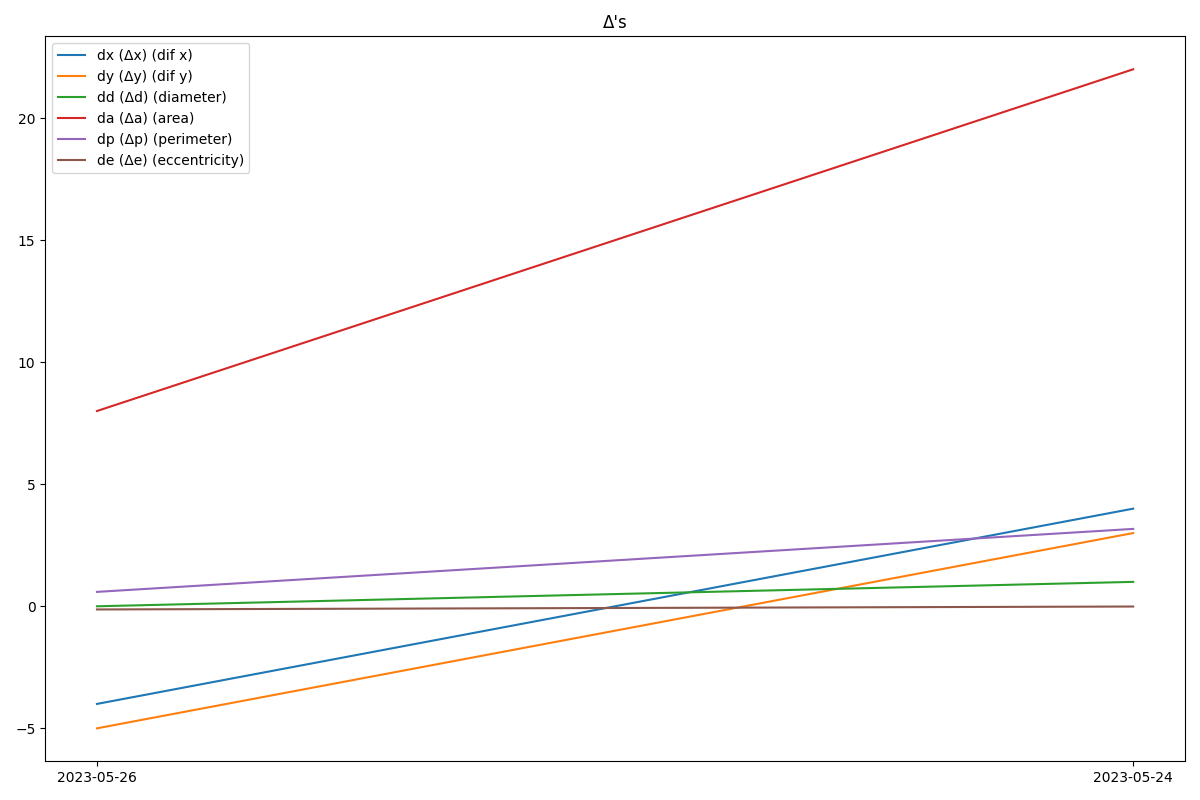 Δ's
dx (Δx) (dif x)
dy (Δy) (dif y)
dd (Δd) (diameter)
da (Δa) (area)
dp (Δp) (perimeter)
de (Δe) (eccentricity)
20
15
10
5
0
−5
2023-05-26 2023-05-24